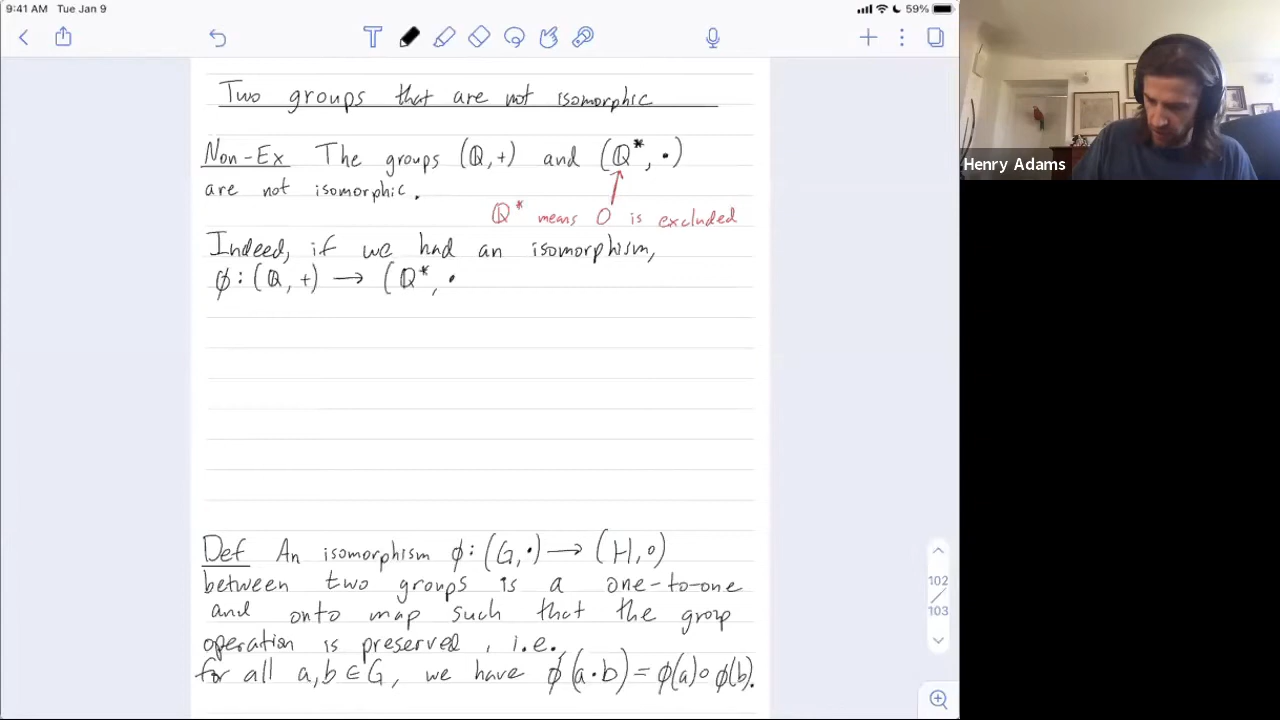 9:41 AM Tue Jan 9
59%
Two groups that are not isomorphic
Non-Ex The groups (ℚ, +) and (ℚ*, •)
are not isomorphic.
ℚ* means 0 is excluded
Indeed, if we had an isomorphism,
ϕ: (ℚ, +) → (ℚ*, •
Def An isomorphism ϕ: (G, •) → (H, ∘)
between two groups is a one-to-one
and onto map such that the group
operation is preserved, i.e.,
for all a, b ∈ G, we have ϕ(a • b) = ϕ(a) ∘ ϕ(b).
102
/
103
Henry Adams